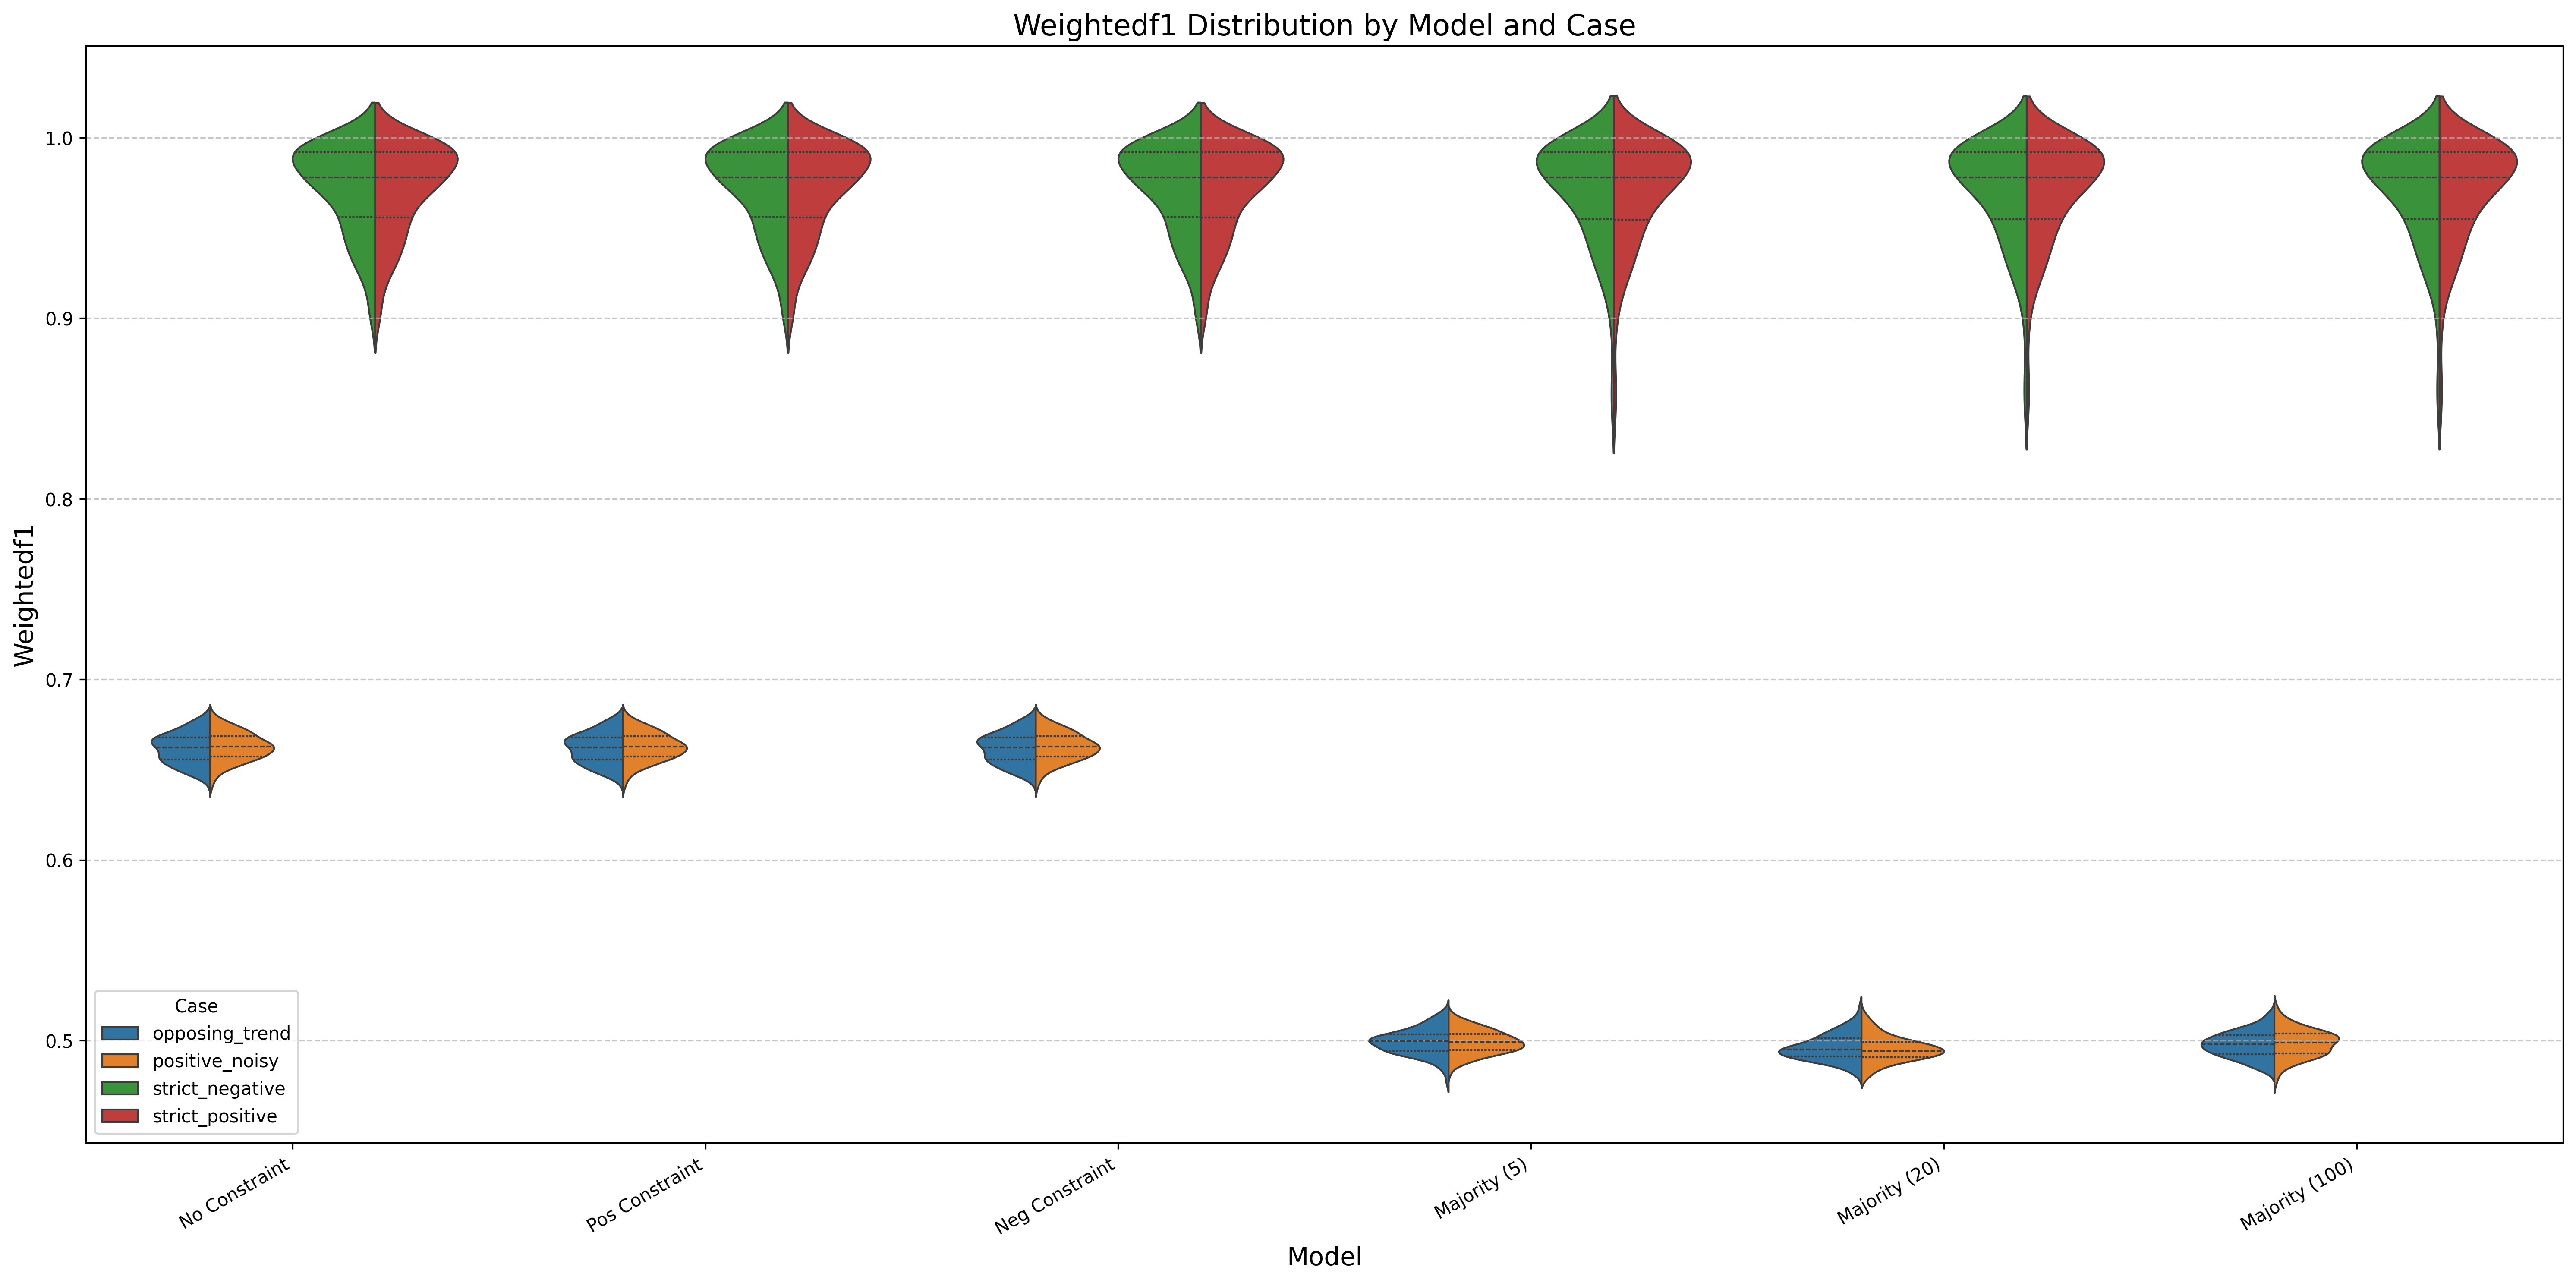 Weightedf1 Distribution by Model and Case
Weightedf1
1.0
0.9
0.8
0.7
0.6
0.5
Case
opposing_trend
positive_noisy
strict_negative
strict_positive
No Constraint
Pos Constraint
Neg Constraint
Majority (5)
Majority (20)
Majority (100)
Model